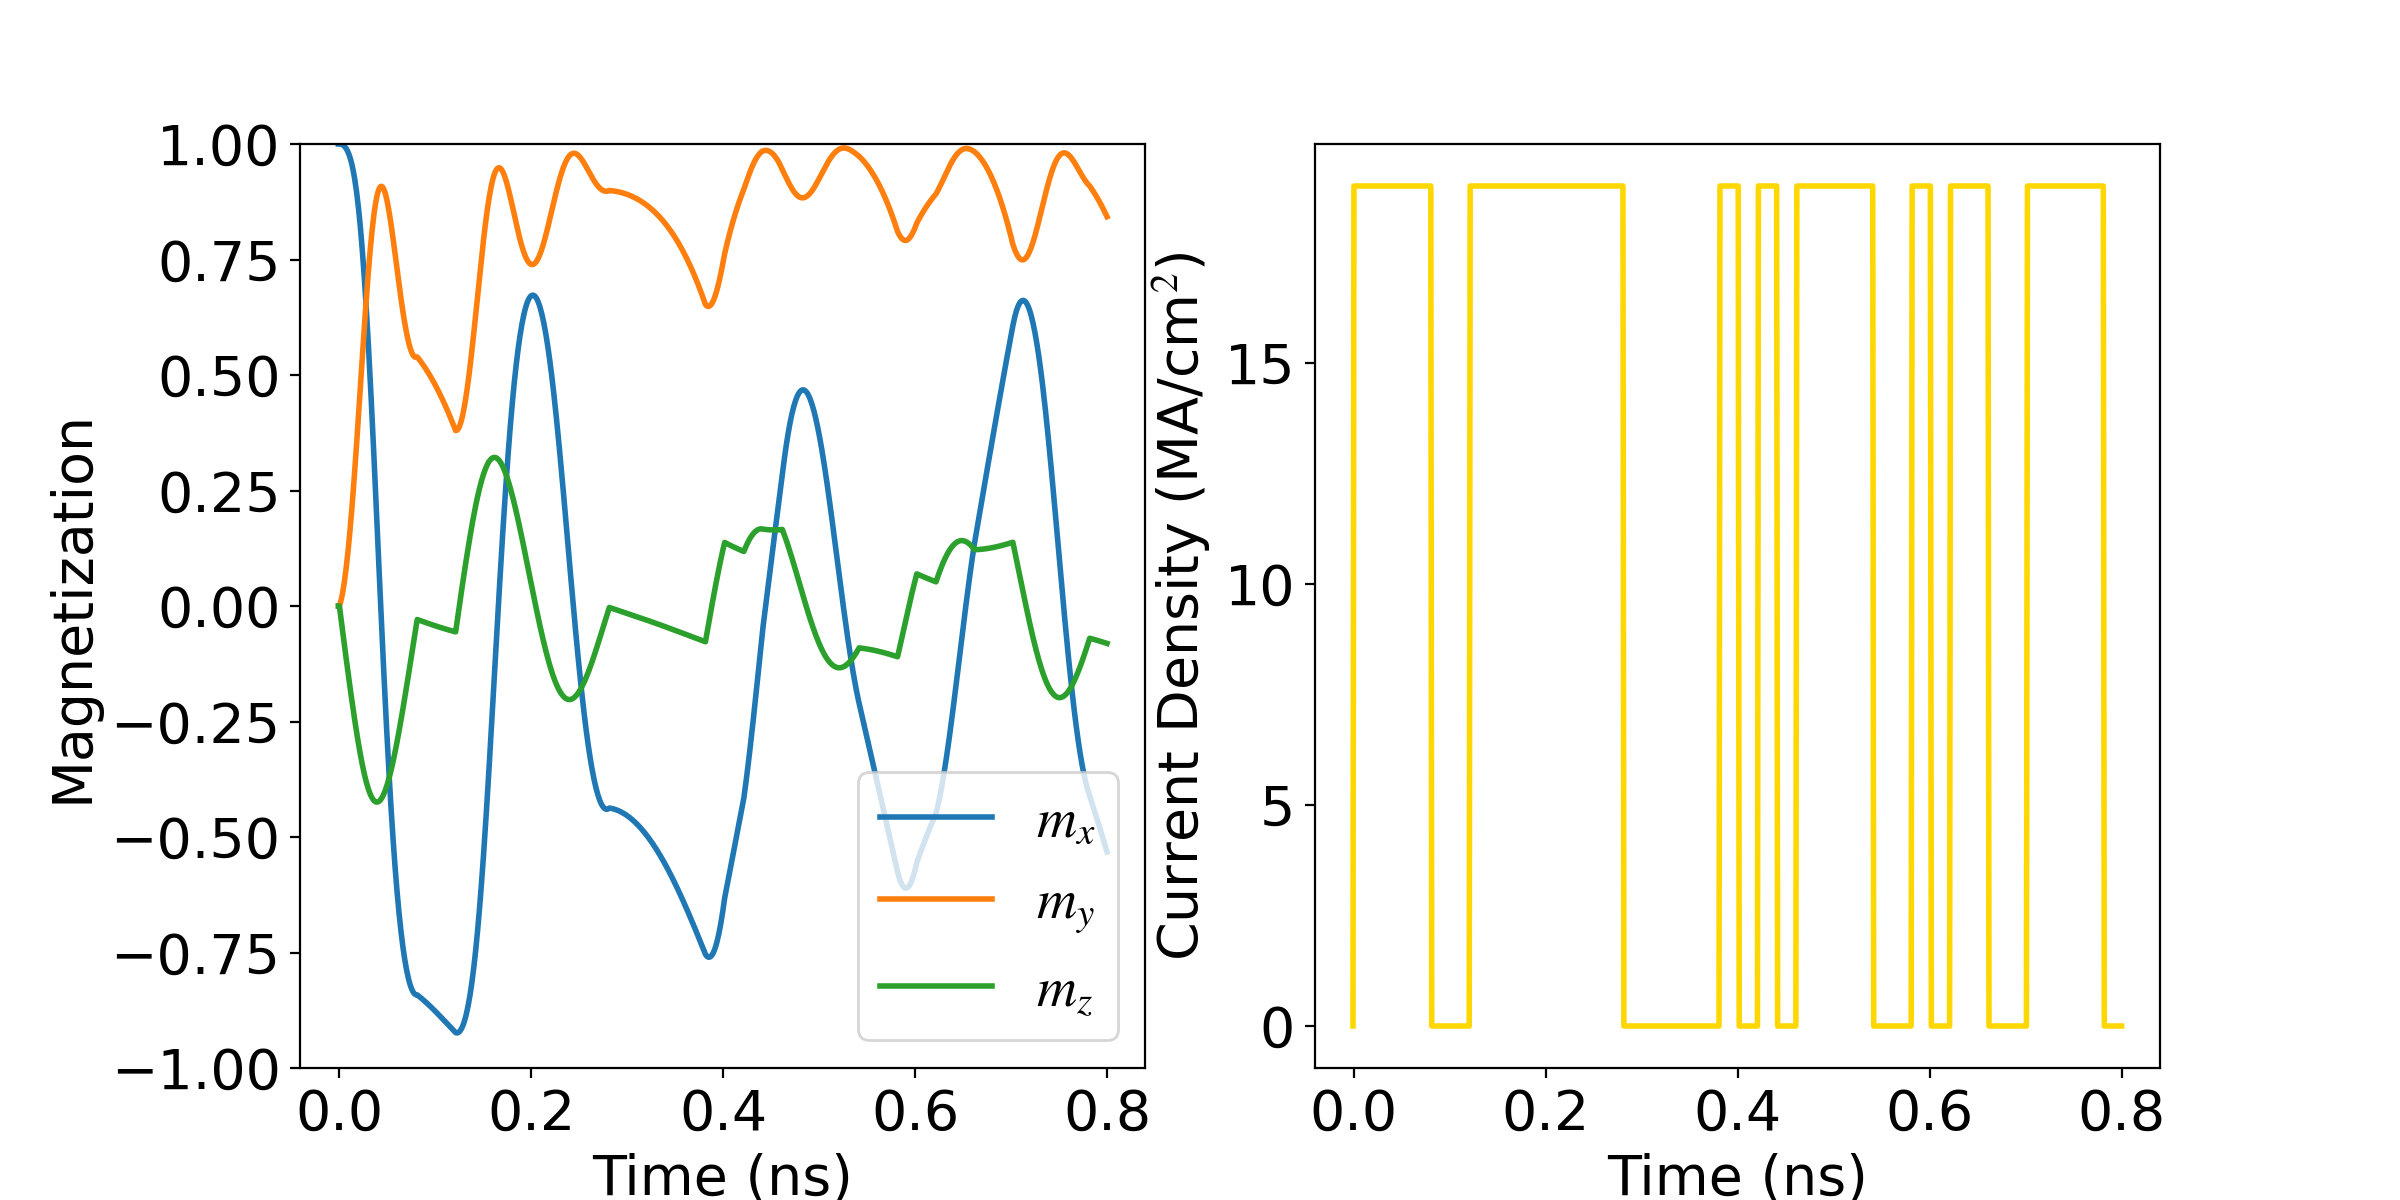 Magnetization
1.00
0.75
0.50
0.25
0.00
−0.25
−0.50
−0.75
−1.00
0.0 0.2 0.4 0.6 0.8
Time (ns)
m_x
m_y
m_z
Current Density (MA/cm²)
15
10
5
0
0.0 0.2 0.4 0.6 0.8
Time (ns)